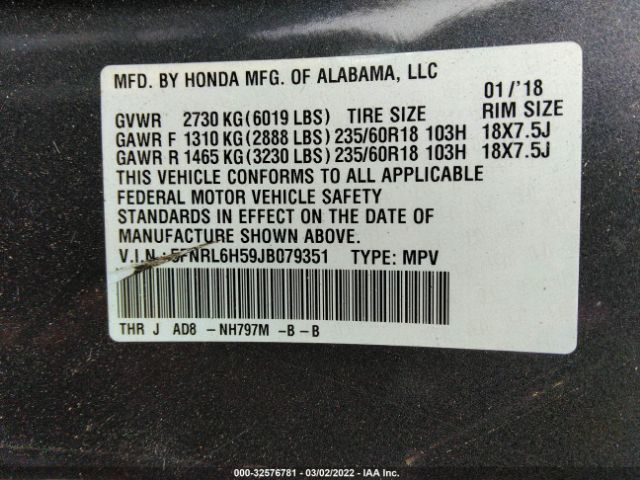 MFD. BY HONDA MFG. OF ALABAMA, LLC
01/'18
GVWR 2730 KG(6019 LBS) TIRE SIZE RIM SIZE
GAWR F 1310 KG(2888 LBS) 235/60R18 103H 18X7.5J
GAWR R 1465 KG(3230 LBS) 235/60R18 103H 18X7.5J
THIS VEHICLE CONFORMS TO ALL APPLICABLE
FEDERAL MOTOR VEHICLE SAFETY
STANDARDS IN EFFECT ON THE DATE OF
MANUFACTURE SHOWN ABOVE.
V.I.N.: 5FNRL6H59JB079351 TYPE: MPV
THR J AD8 - NH797M -B-B
000-32576781 - 03/02/2022 - IAA Inc.